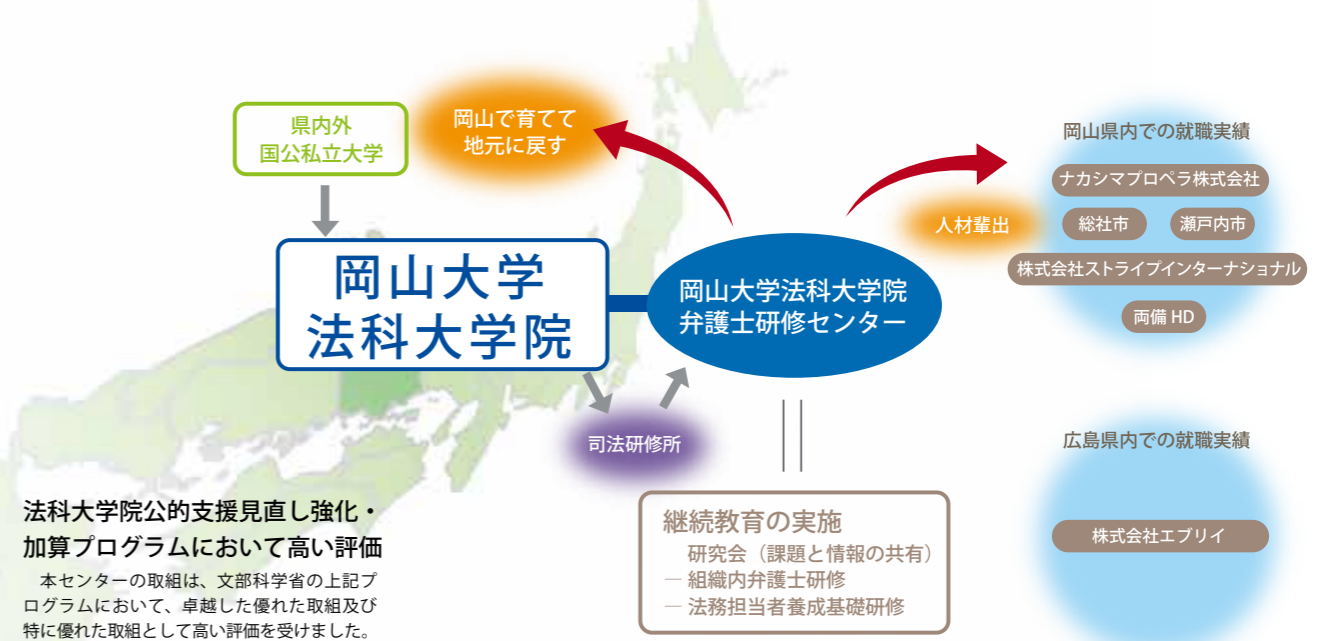 県内外
国公私立大学
岡山で育てて
地元に戻す
岡山大学
法科大学院
岡山大学法科大学院
弁護士研修センター
司法研修所
人材輩出
岡山県内での就職実績
ナカシマプロペラ株式会社
総社市
瀬戸内市
株式会社ストライプインターナショナル
両備 HD
広島県内での就職実績
株式会社エブリイ
継続教育の実施
研究会（課題と情報の共有）
― 組織内弁護士研修
― 法務担当者養成基礎研修
法科大学院公的支援見直し強化・
加算プログラムにおいて高い評価
本センターの取組は、文部科学省の上記プ
ログラムにおいて、卓越した優れた取組及び
特に優れた取組として高い評価を受けました。